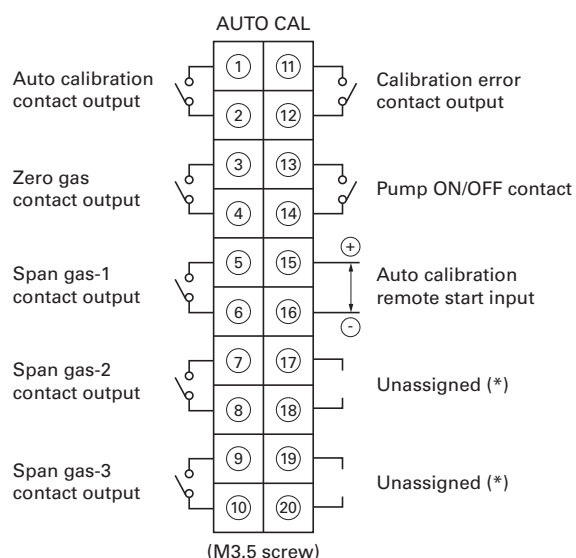 AUTO CAL
Auto calibration
contact output
1
11
2
12
Calibration error
contact output
Zero gas
contact output
3
13
4
14
Pump ON/OFF contact
Span gas-1
contact output
5
15
+
6
16
-
Auto calibration
remote start input
Span gas-2
contact output
7
17
8
18
Unassigned (*)
Span gas-3
contact output
9
19
10
20
Unassigned (*)
(M3.5 screw)